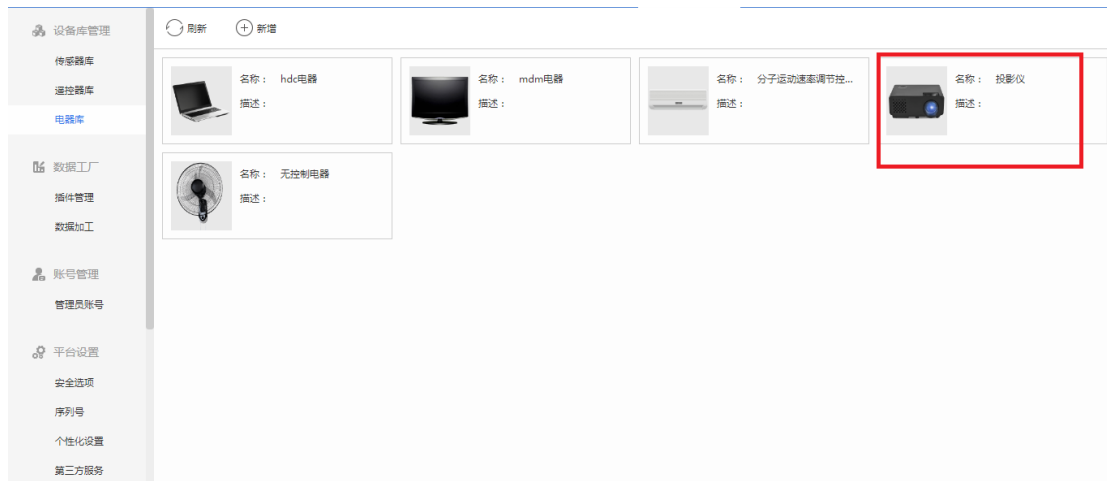 设备库管理
传感器库
遥控器库
电器库
数据工厂
插件管理
数据加工
账号管理
管理员账号
平台设置
安全选项
序列号
个性化设置
第三方服务
刷新 新增
名称： hdc电器
描述：
名称： mdm电器
描述：
名称： 分子运动速率调节控...
描述：
名称： 投影仪
描述：
名称： 无控制电器
描述：